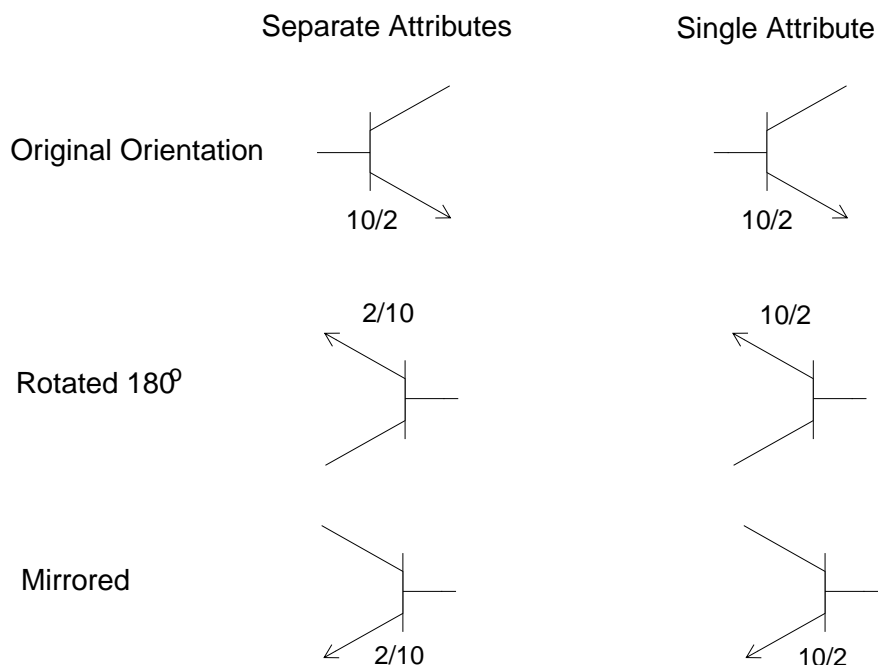 Separate Attributes Single Attribute
Original Orientation
10/2 10/2
2/10 10/2
Rotated 180º
Mirrored
2/10 10/2